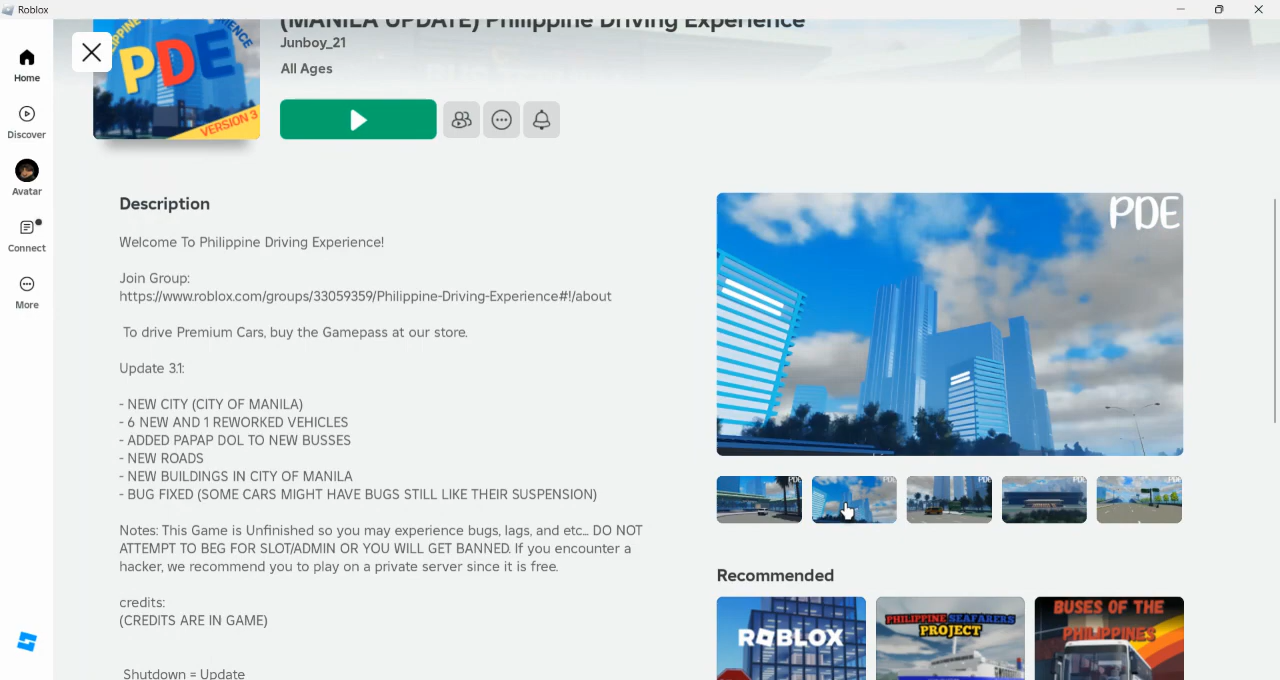 Roblox
(MANILA UPDATE) Philippine Driving Experience
Junboy_21
All Ages
PDE
VERSION 3
Home
Discover
Avatar
Connect
More
Description
Welcome To Philippine Driving Experience!
Join Group:
https://www.roblox.com/groups/33059359/Philippine-Driving-Experience#!/about
To drive Premium Cars, buy the Gamepass at our store.
Update 3.1:
- NEW CITY (CITY OF MANILA)
- 6 NEW AND 1 REWORKED VEHICLES
- ADDED PAPAP DOL TO NEW BUSSES
- NEW ROADS
- NEW BUILDINGS IN CITY OF MANILA
- BUG FIXED (SOME CARS MIGHT HAVE BUGS STILL LIKE THEIR SUSPENSION)
Notes: This Game is Unfinished so you may experience bugs, lags, and etc... DO NOT
ATTEMPT TO BEG FOR SLOT/ADMIN OR YOU WILL GET BANNED. If you encounter a
hacker, we recommend you to play on a private server since it is free.
credits:
(CREDITS ARE IN GAME)
Shutdown = Update
PDE
PDE
PDE
PDE
PDE
PDE
Recommended
ROBLOX
PHILIPPINE SEAFARERS
PROJECT
BUSES OF THE
PHILIPPINES